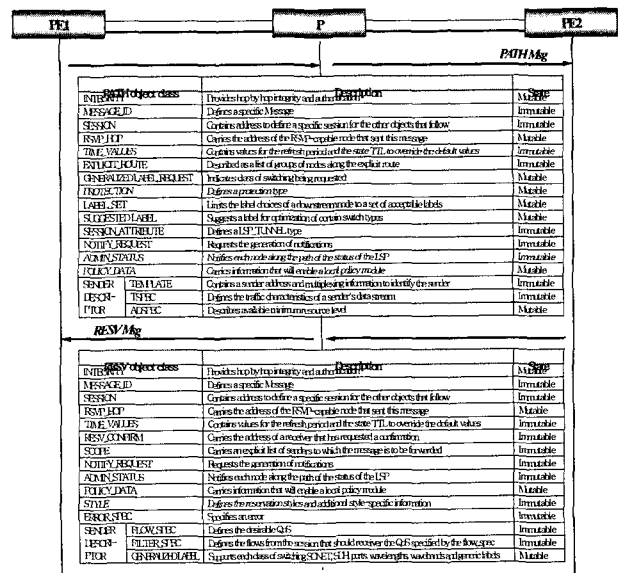 PE1 P PE2
PATH Msg
PATH object class Description State
INTEGRITY Provides hop by hop integrity and authentication Mutable
MESSAGE_ID Defines a specific Message Immutable
SESSION Contains address to define a specific session for the other objects that follow Immutable
RSVP_HOP Carries the address of the RSVP-capable node that sent this message Mutable
TIME_VALUES Contains values for the refresh period and the state TTL to override the default values Immutable
EXPLICIT_ROUTE Described as a list of groups of nodes along the explicit route Immutable
GENERALIZED LABEL_REQUEST Indicates class of switching being requested Mutable
PROTECTION Defines a protection type Mutable
LABEL_SET Limits the label choices of a downstream node to a set of acceptable labels Mutable
SUGGESTED LABEL Suggests a label for optimization of certain switch types Mutable
SESSION_ATTRIBUTE Defines a LSP_TUNNEL type Immutable
NOTIFY_REQUEST Requests the generation of notifications Immutable
ADMIN_STATUS Notifies each node along the path of the status of the LSP Immutable
POLICY_DATA Carries information that will enable a local policy module Mutable
SENDER TEMPLATE Contains a sender address and multiplexing information to identify the sender Immutable
DESCRI- TSPEC Defines the traffic characteristics of a sender's data stream Immutable
PTOR ADSPEC Describes available minimum resource level Mutable
RESV Msg
RESV object class Description State
INTEGRITY Provides hop by hop integrity and authentication Mutable
MESSAGE_ID Defines a specific Message Immutable
SESSION Contains address to define a specific session for the other objects that follow Immutable
RSVP_HOP Carries the address of the RSVP-capable node that sent this message Mutable
TIME_VALUES Contains values for the refresh period and the state TTL to override the default values Immutable
RESV_CONFIRM Carries the address of a receiver that has requested a confirmation Immutable
SCOPE Carries an explicit list of senders to which the message is to be forwarded Immutable
NOTIFY_REQUEST Requests the generation of notifications Immutable
ADMIN_STATUS Notifies each node along the path of the status of the LSP Immutable
POLICY_DATA Carries information that will enable a local policy module Mutable
STYLE Defines the reservation styles and additional style-specific information Immutable
ERROR_SPEC Specifies an error Immutable
SENDER FLOW_SPEC Defines the desirable QoS Immutable
DESCRI- FILTER_SPEC Defines the flows from the session that should receiver the QoS specified by the flow_spec Immutable
PTOR GENERALIZED LABEL Supports each class of switching SONET, SDH ports, wavelengths, wavebands and generic labels Mutable